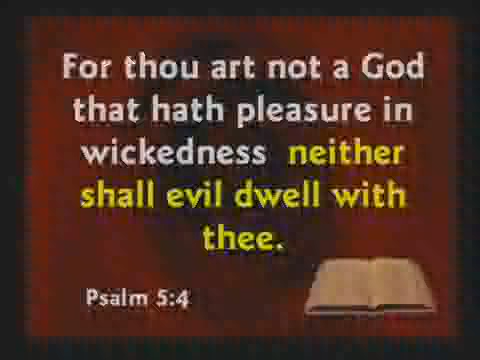 For thou art not a God
that hath pleasure in
wickedness neither
shall evil dwell with
thee.
Psalm 5:4